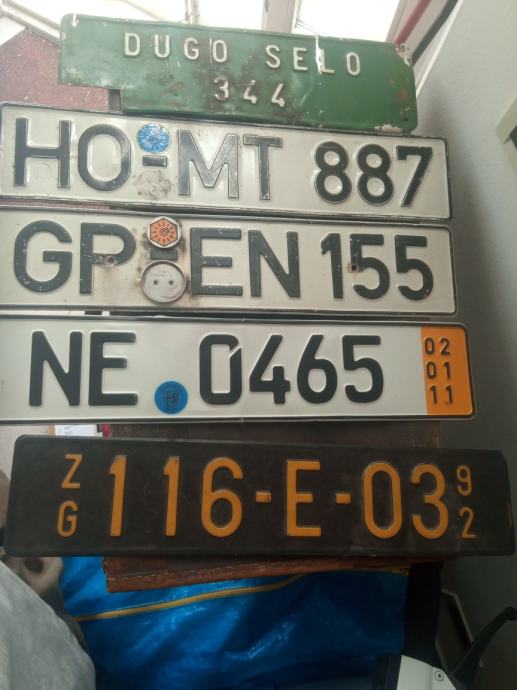 DUGO SELO
344
HO-MT 887
GP-EN 155
NE 0465 02 01 11
ZG 116-E-03 92